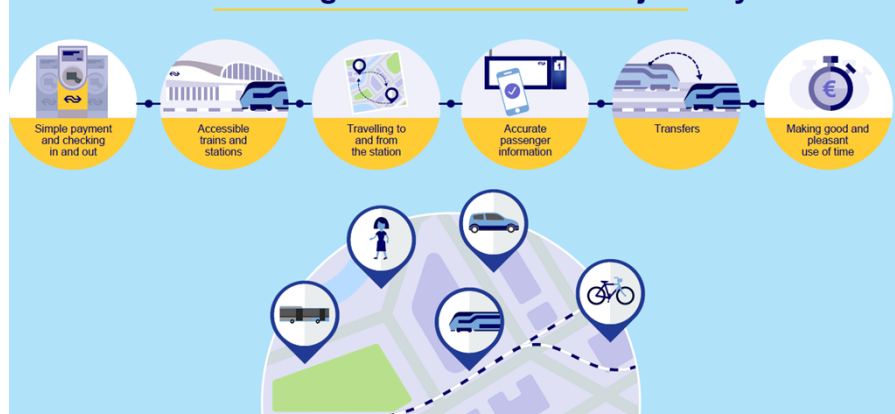 Simple payment
and checking
in and out
Accessible
trains and
stations
Travelling to
and from
the station
Accurate
passenger
information
1
Transfers
€
Making good and
pleasant
use of time